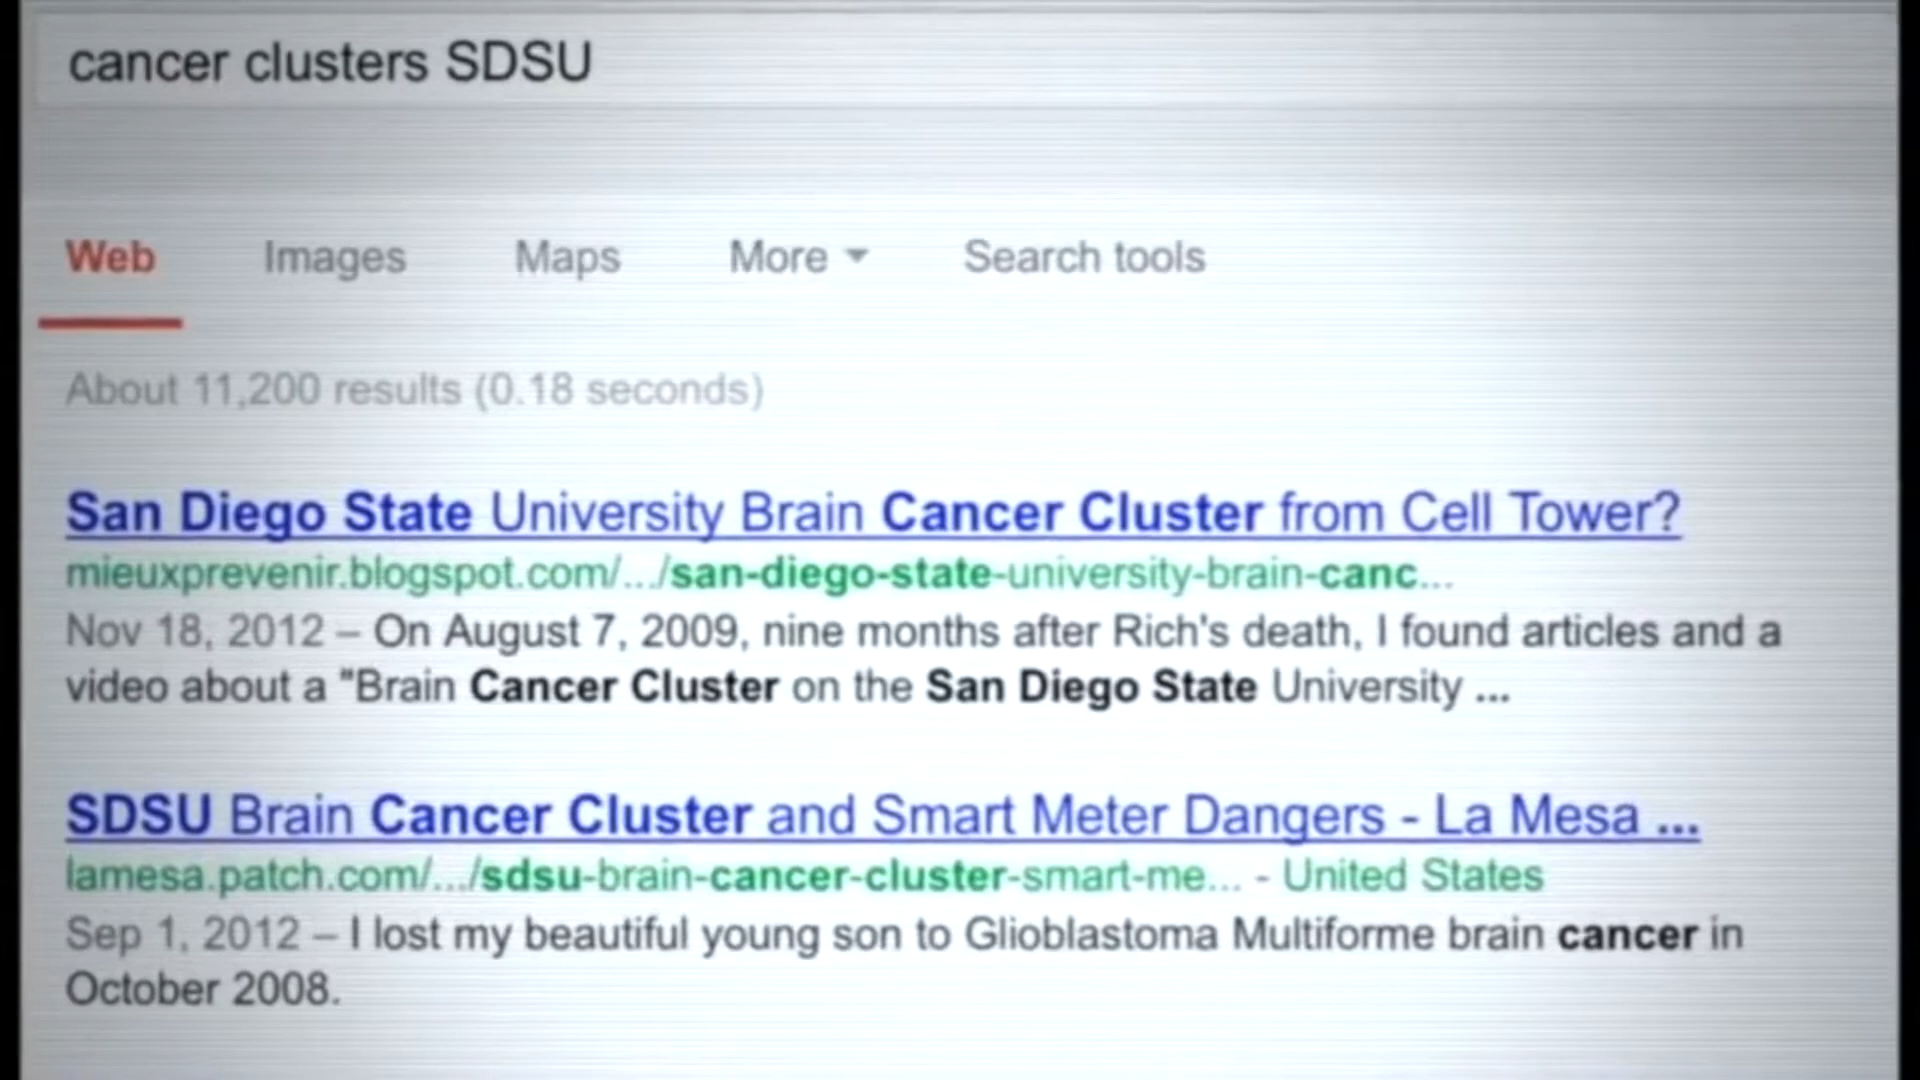 cancer clusters SDSU
Web Images Maps More Search tools
About 11,200 results (0.18 seconds)
San Diego State University Brain Cancer Cluster from Cell Tower?
mieuxprevenir.blogspot.com/.../san-diego-state-university-brain-canc...
Nov 18, 2012 – On August 7, 2009, nine months after Rich's death, I found articles and a
video about a "Brain Cancer Cluster on the San Diego State University ...
SDSU Brain Cancer Cluster and Smart Meter Dangers - La Mesa ...
lamesa.patch.com/.../sdsu-brain-cancer-cluster-smart-me... - United States
Sep 1, 2012 – I lost my beautiful young son to Glioblastoma Multiforme brain cancer in
October 2008.